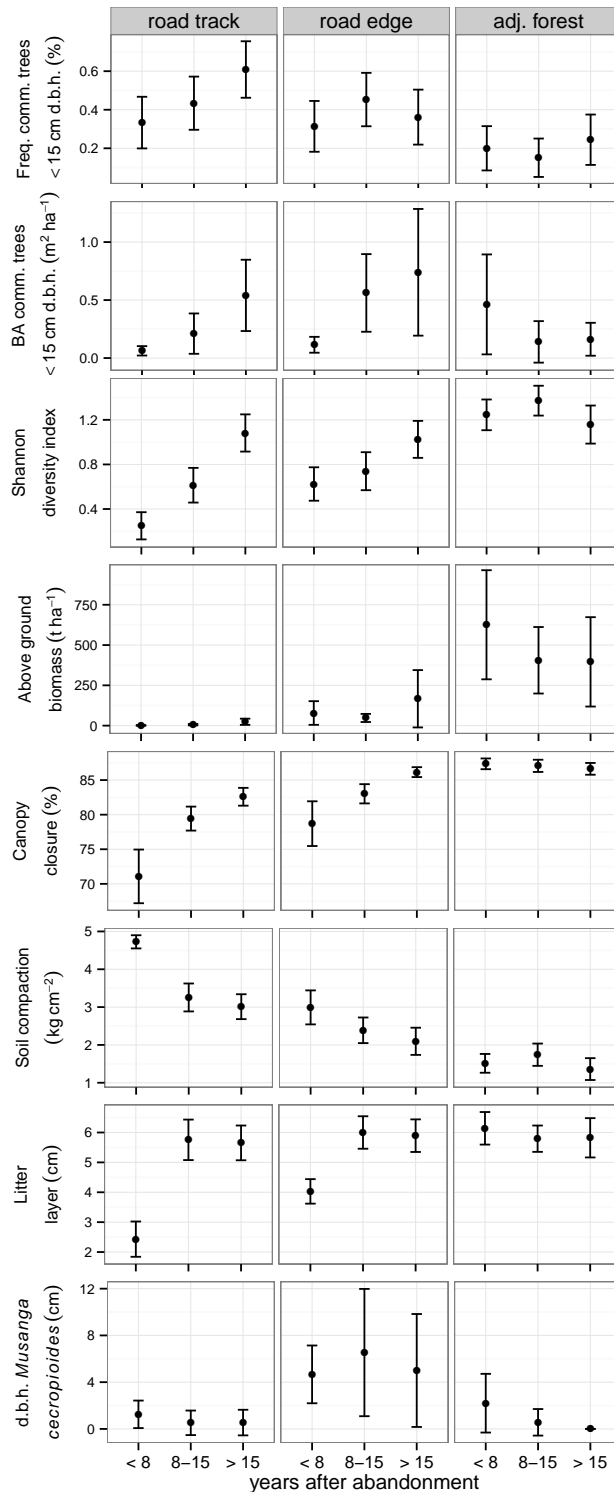 road track road edge adj. forest
Freq. comm. trees
< 15 cm d.b.h. (%)
0.6
0.4
0.2
BA comm. trees
< 15 cm d.b.h. (m² ha⁻¹)
1.0
0.5
0.0
Shannon
diversity index
1.2
0.8
0.4
Above ground
biomass (t ha⁻¹)
750
500
250
0
Canopy
closure (%)
85
80
75
70
Soil compaction
(kg cm⁻²)
5
4
3
2
1
Litter
layer (cm)
6
5
4
3
2
d.b.h. Musanga
cecropioides (cm)
12
8
4
0
< 8 8–15 > 15 < 8 8–15 > 15 < 8 8–15 > 15
years after abandonment